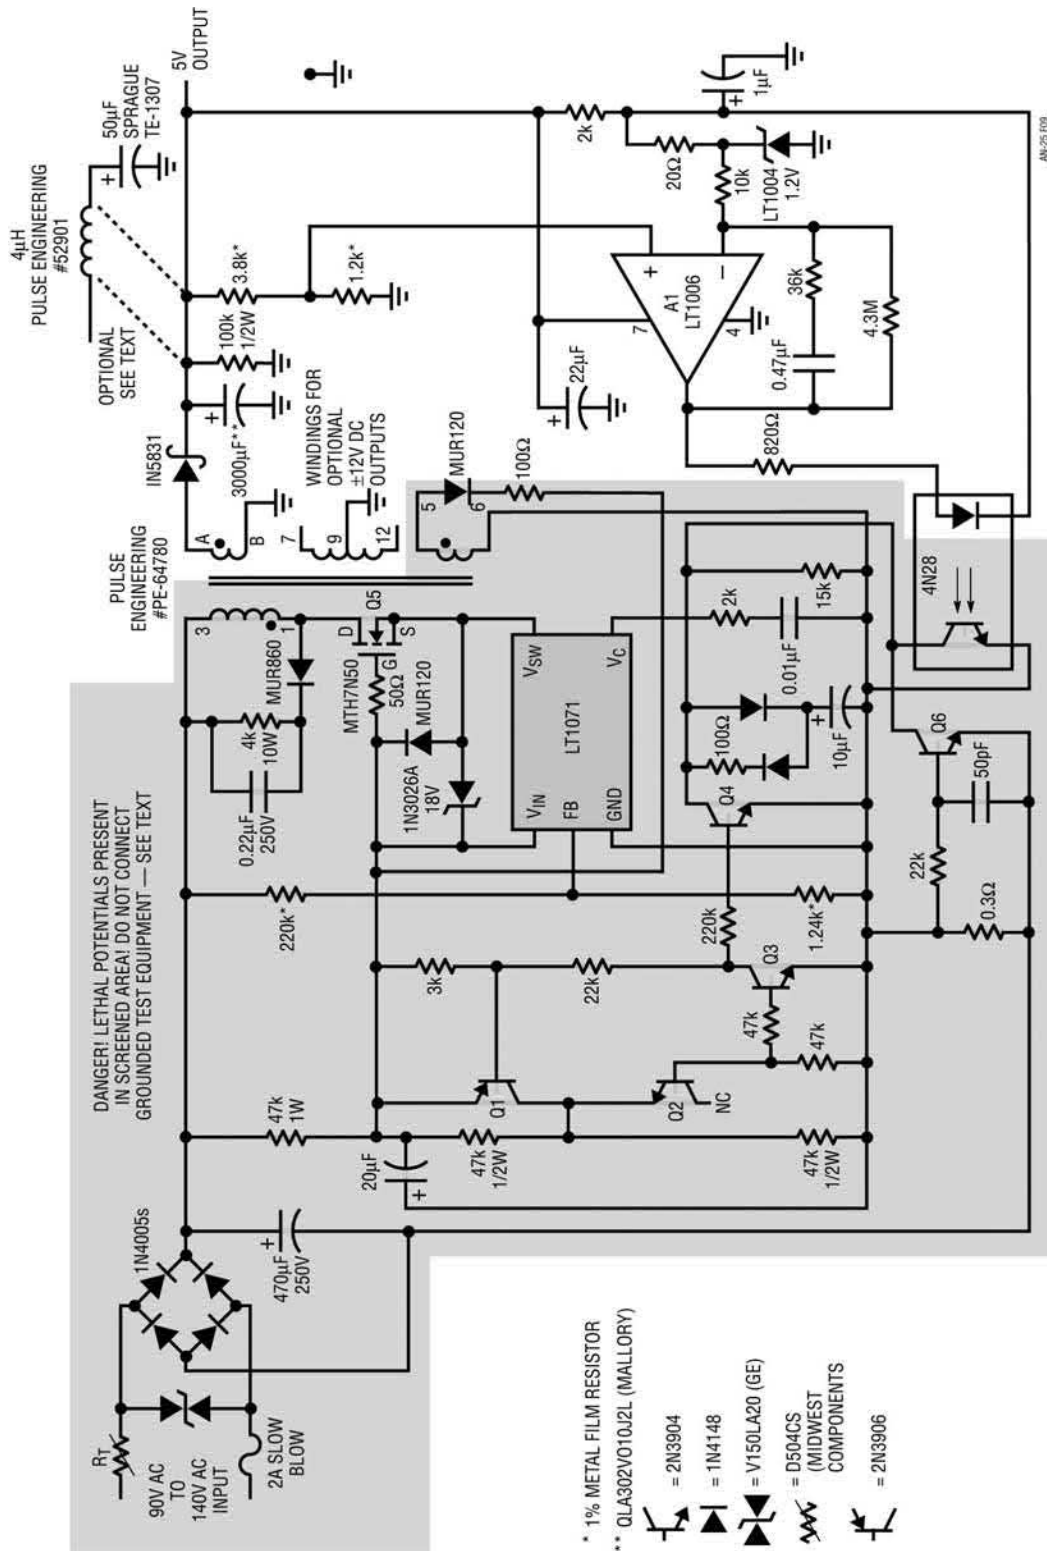 DANGER! LETHAL POTENTIALS PRESENT
IN SCREENED AREA! DO NOT CONNECT
GROUNDED TEST EQUIPMENT — SEE TEXT
RT
90V AC
TO
140V AC
INPUT
2A SLOW
BLOW
1N4005s
470µF
250V
+
47k
1W
20µF
+
47k
1/2W
47k
1/2W
Q1
Q2
NC
3k
22k
47k
47k
Q3
220k*
220k
1.24k*
0.22µF
250V
4k
10W
MUR860
3
1
D
G
S
Q5
MTH7N50
50Ω
MUR120
1N3026A
18V
VIN
FB
GND
LT1071
VSW
VC
Q4
100Ω
10µF
+
0.01µF
2k
15k
22k
0.3Ω
50pF
Q6
4N28
PULSE
ENGINEERING
#PE-64780
A
B
7
9
12
5
6
WINDINGS FOR
OPTIONAL
±12V DC
OUTPUTS
MUR120
100Ω
IN5831
3000µF**
+
100k
1/2W
3.8k*
1.2k*
OPTIONAL
SEE TEXT
4µH
PULSE ENGINEERING
#52901
50µF
SPRAGUE
TE-1307
+
5V
OUTPUT
22µF
+
A1
LT1006
+
−
7
4
820Ω
0.47µF
36k
4.3M
2k
20Ω
10k
LT1004
1.2V
1µF
+
AN-25 F09
* 1% METAL FILM RESISTOR
** QLA302VO10J2L (MALLORY)
= 2N3904
= 1N4148
= V150LA20 (GE)
= D504CS
(MIDWEST
COMPONENTS
= 2N3906